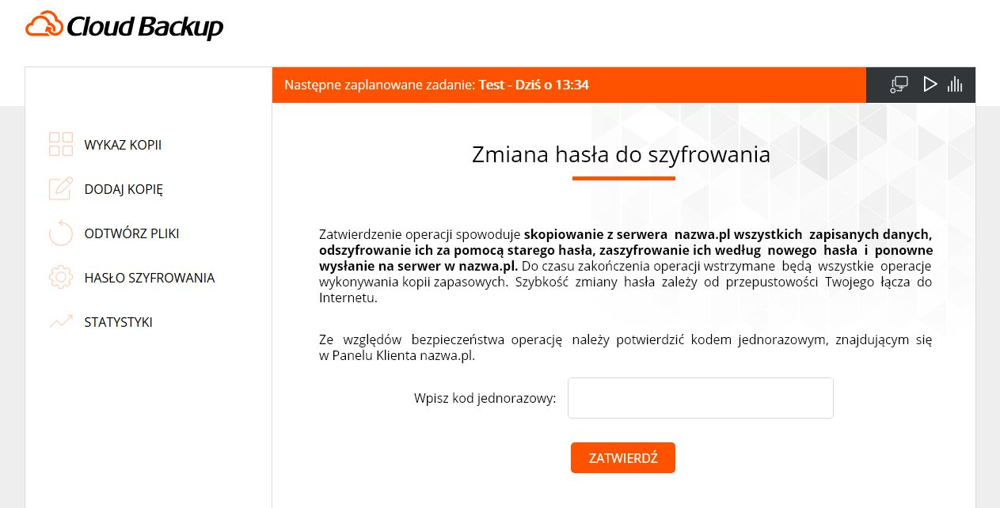 Cloud Backup
Następne zaplanowane zadanie: Test - Dziś o 13:34
WYKAZ KOPII
DODAJ KOPIĘ
ODTWÓRZ PLIKI
HASŁO SZYFROWANIA
STATYSTYKI
Zmiana hasła do szyfrowania
Zatwierdzenie operacji spowoduje skopiowanie z serwera nazwa.pl wszystkich zapisanych danych,
odszyfrowanie ich za pomocą starego hasła, zaszyfrowanie ich według nowego hasła i ponowne
wysłanie na serwer w nazwa.pl. Do czasu zakończenia operacji wstrzymane będą wszystkie operacje
wykonywania kopii zapasowych. Szybkość zmiany hasła zależy od przepustowości Twojego łącza do
Internetu.
Ze względów bezpieczeństwa operację należy potwierdzić kodem jednorazowym, znajdującym się
w Panelu Klienta nazwa.pl.
Wpisz kod jednorazowy:
ZATWIERDŹ